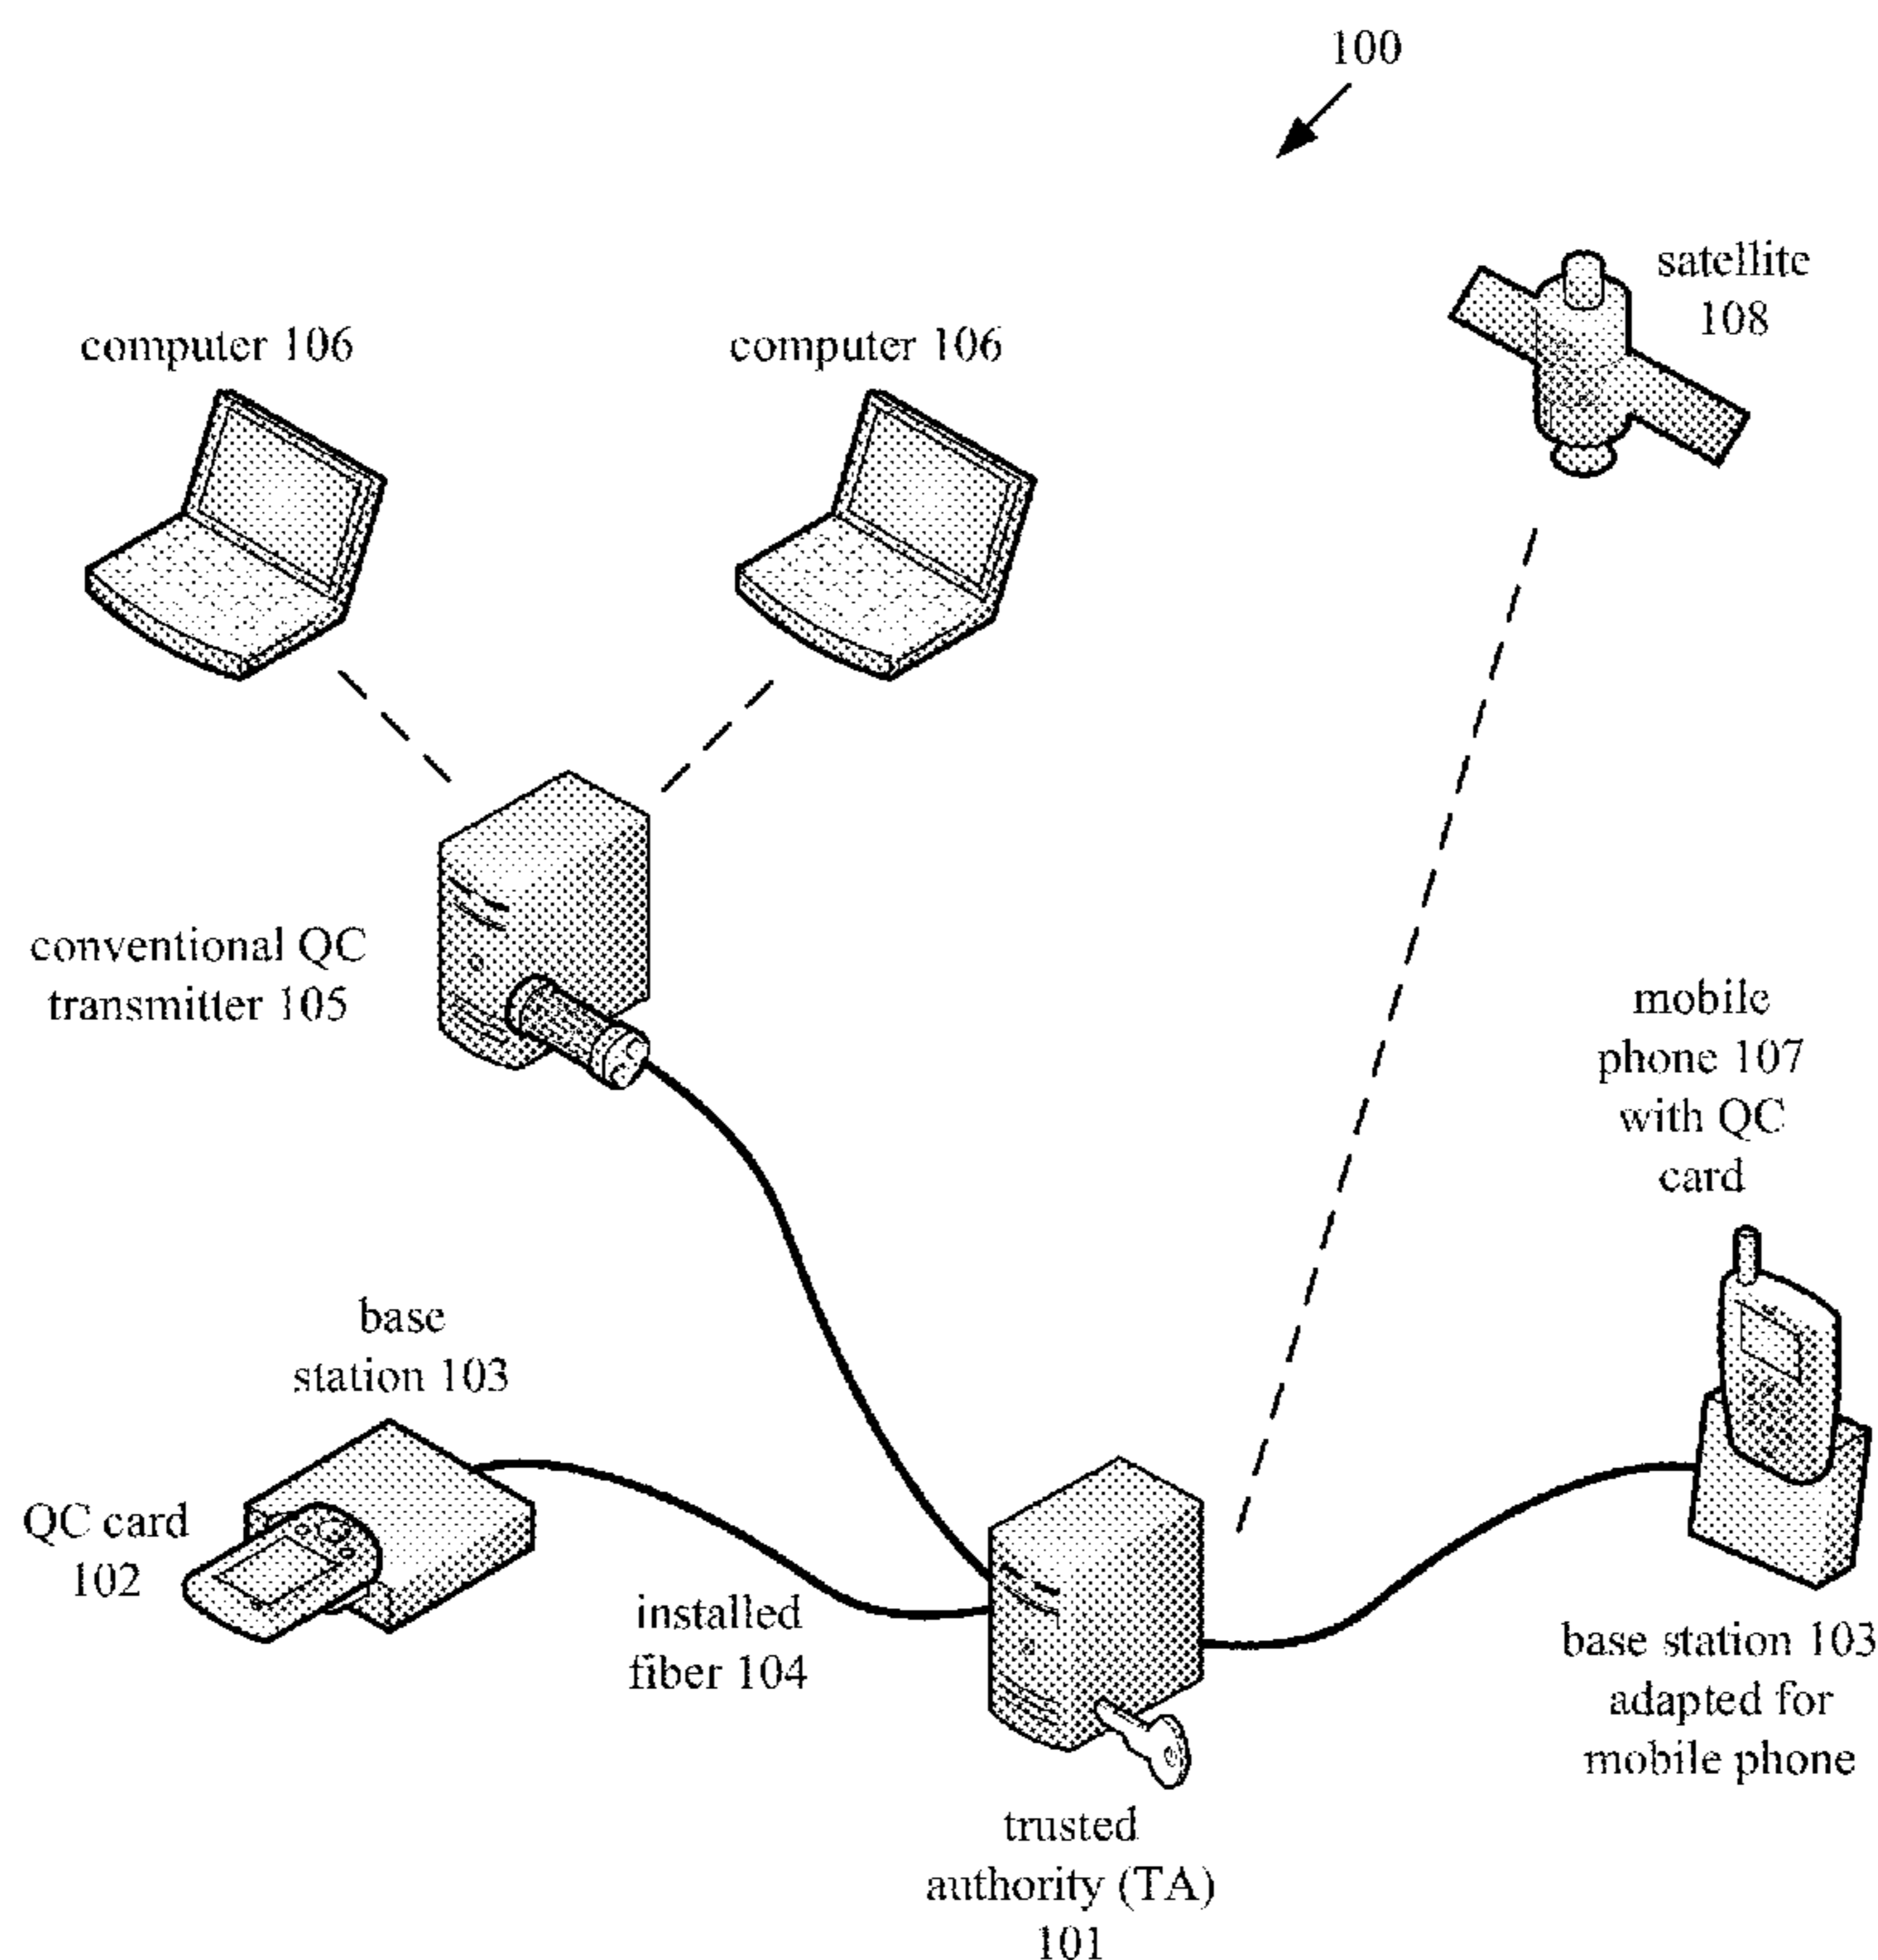 100
satellite
108
computer 106
computer 106
conventional QC
transmitter 105
mobile
phone 107
with QC
card
base
station 103
QC card
102
installed
fiber 104
base station 103
adapted for
mobile phone
trusted
authority (TA)
101